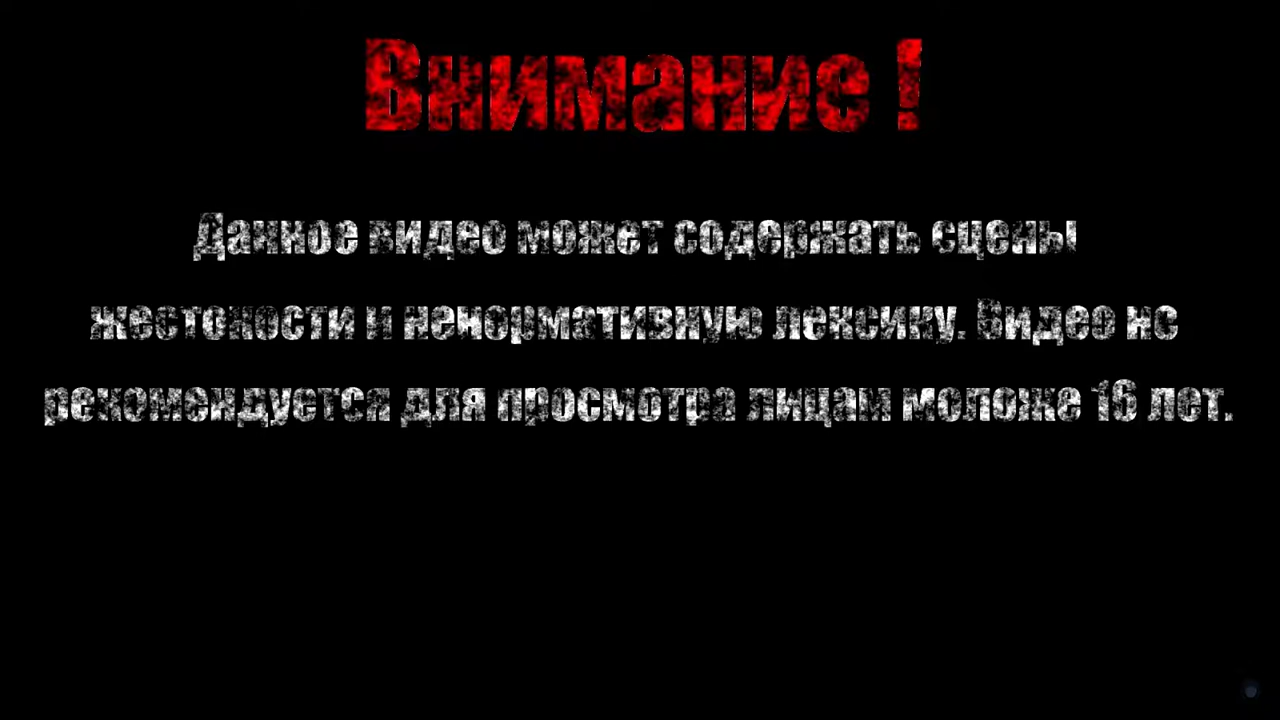 Внимание !
Данное видео может содержать сцены
жестокости и ненормативную лексику. Видео не
рекомендуется для просмотра лицам моложе 16 лет.